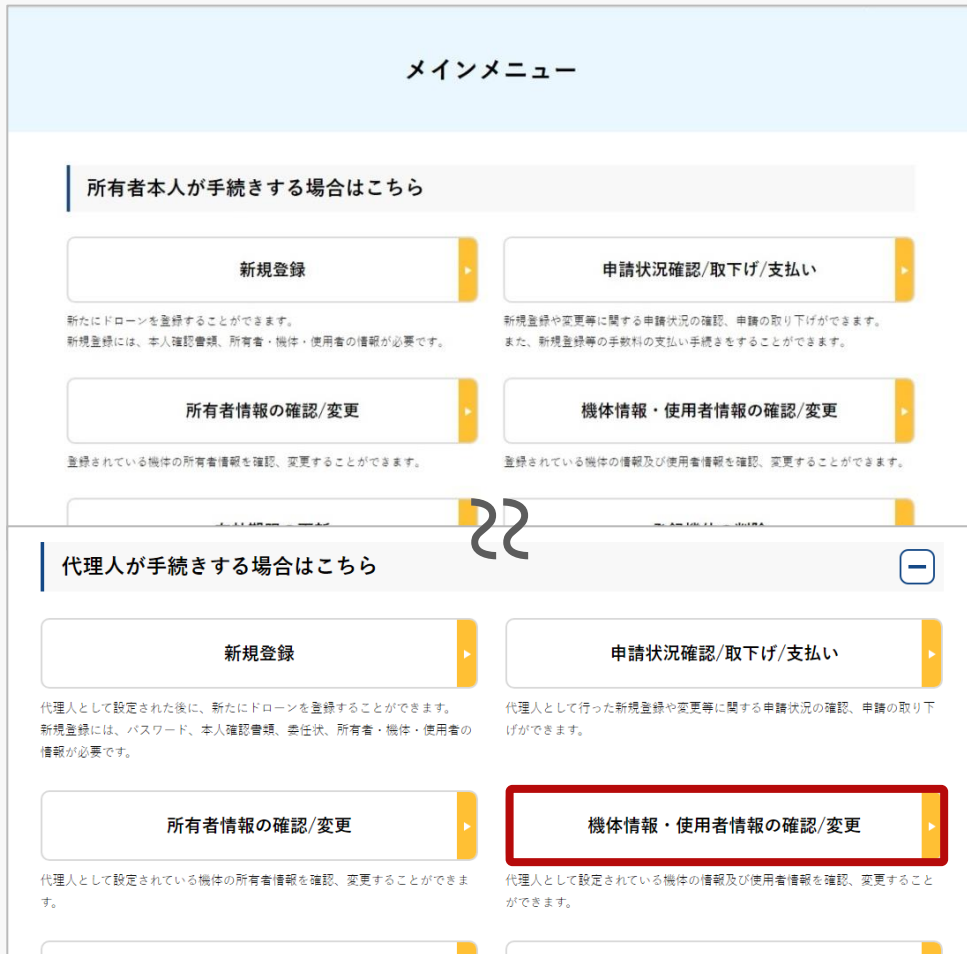 メインメニュー
所有者本人が手続きする場合はこちら
新規登録
申請状況確認/取下げ/支払い
新たにドローンを登録することができます。
新規登録には、本人確認書類、所有者・機体・使用者の情報が必要です。
新規登録や変更等に関する申請状況の確認、申請の取り下げができます。
また、新規登録等の手数料の支払い手続きをすることができます。
所有者情報の確認/変更
機体情報・使用者情報の確認/変更
登録されている機体の所有者情報を確認、変更することができます。
登録されている機体の情報及び使用者情報を確認、変更することができます。
代理人が手続きする場合はこちら
新規登録
申請状況確認/取下げ/支払い
代理人として設定された後に、新たにドローンを登録することができます。
新規登録には、パスワード、本人確認書類、委任状、所有者・機体・使用者の
情報が必要です。
代理人として行った新規登録や変更等に関する申請状況の確認、申請の取り下
げができます。
所有者情報の確認/変更
機体情報・使用者情報の確認/変更
代理人として設定されている機体の所有者情報を確認、変更することができま
す。
代理人として設定されている機体の情報及び使用者情報を確認、変更すること
ができます。